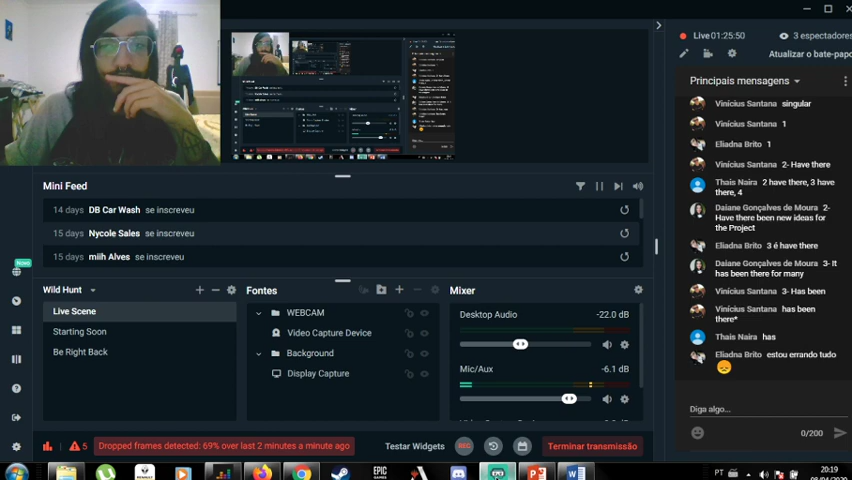 Live 01:25:50
3 espectadores
Atualizar o bate-papo
Principais mensagens
Vinícius Santana singular
Vinícius Santana 1
Eliadna Brito 1
Vinícius Santana 2- Have there
Thais Naira 2 have there, 3 have
there, 4
Daiane Gonçalves de Moura 2-
Have there been new ideas for
the Project
Eliadna Brito 3 é have there
Daiane Gonçalves de Moura 3- It
has been there for many
Vinícius Santana 3- Has been
Vinícius Santana has been
there*
Thais Naira has
Eliadna Brito estou errando tudo
Diga algo...
0/200
Mini Feed
14 days DB Car Wash se inscreveu
15 days Nycole Sales se inscreveu
15 days miih Alves se inscreveu
Novo
Wild Hunt
Live Scene
Starting Soon
Be Right Back
Fontes
WEBCAM
Video Capture Device
Background
Display Capture
Mixer
Desktop Audio -22.0 dB
Mic/Aux -6.1 dB
5
Dropped frames detected: 69% over last 2 minutes a minute ago
Testar Widgets
REC
Terminar transmissão
EPIC
GAMES
PT
20:19
08/04/2020